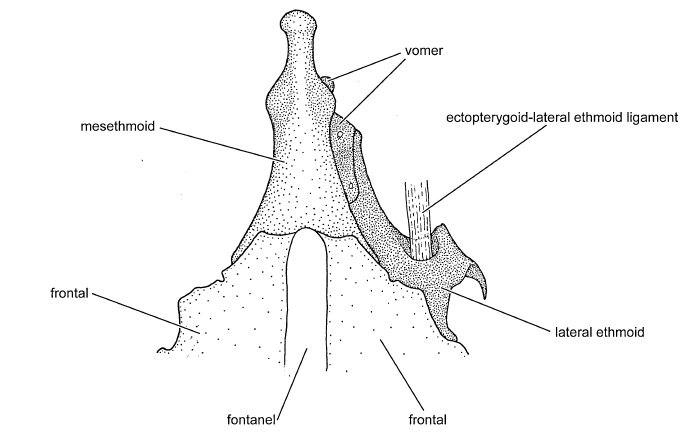 vomer
ectopterygoid-lateral ethmoid ligament
mesethmoid
frontal
lateral ethmoid
fontanel
frontal